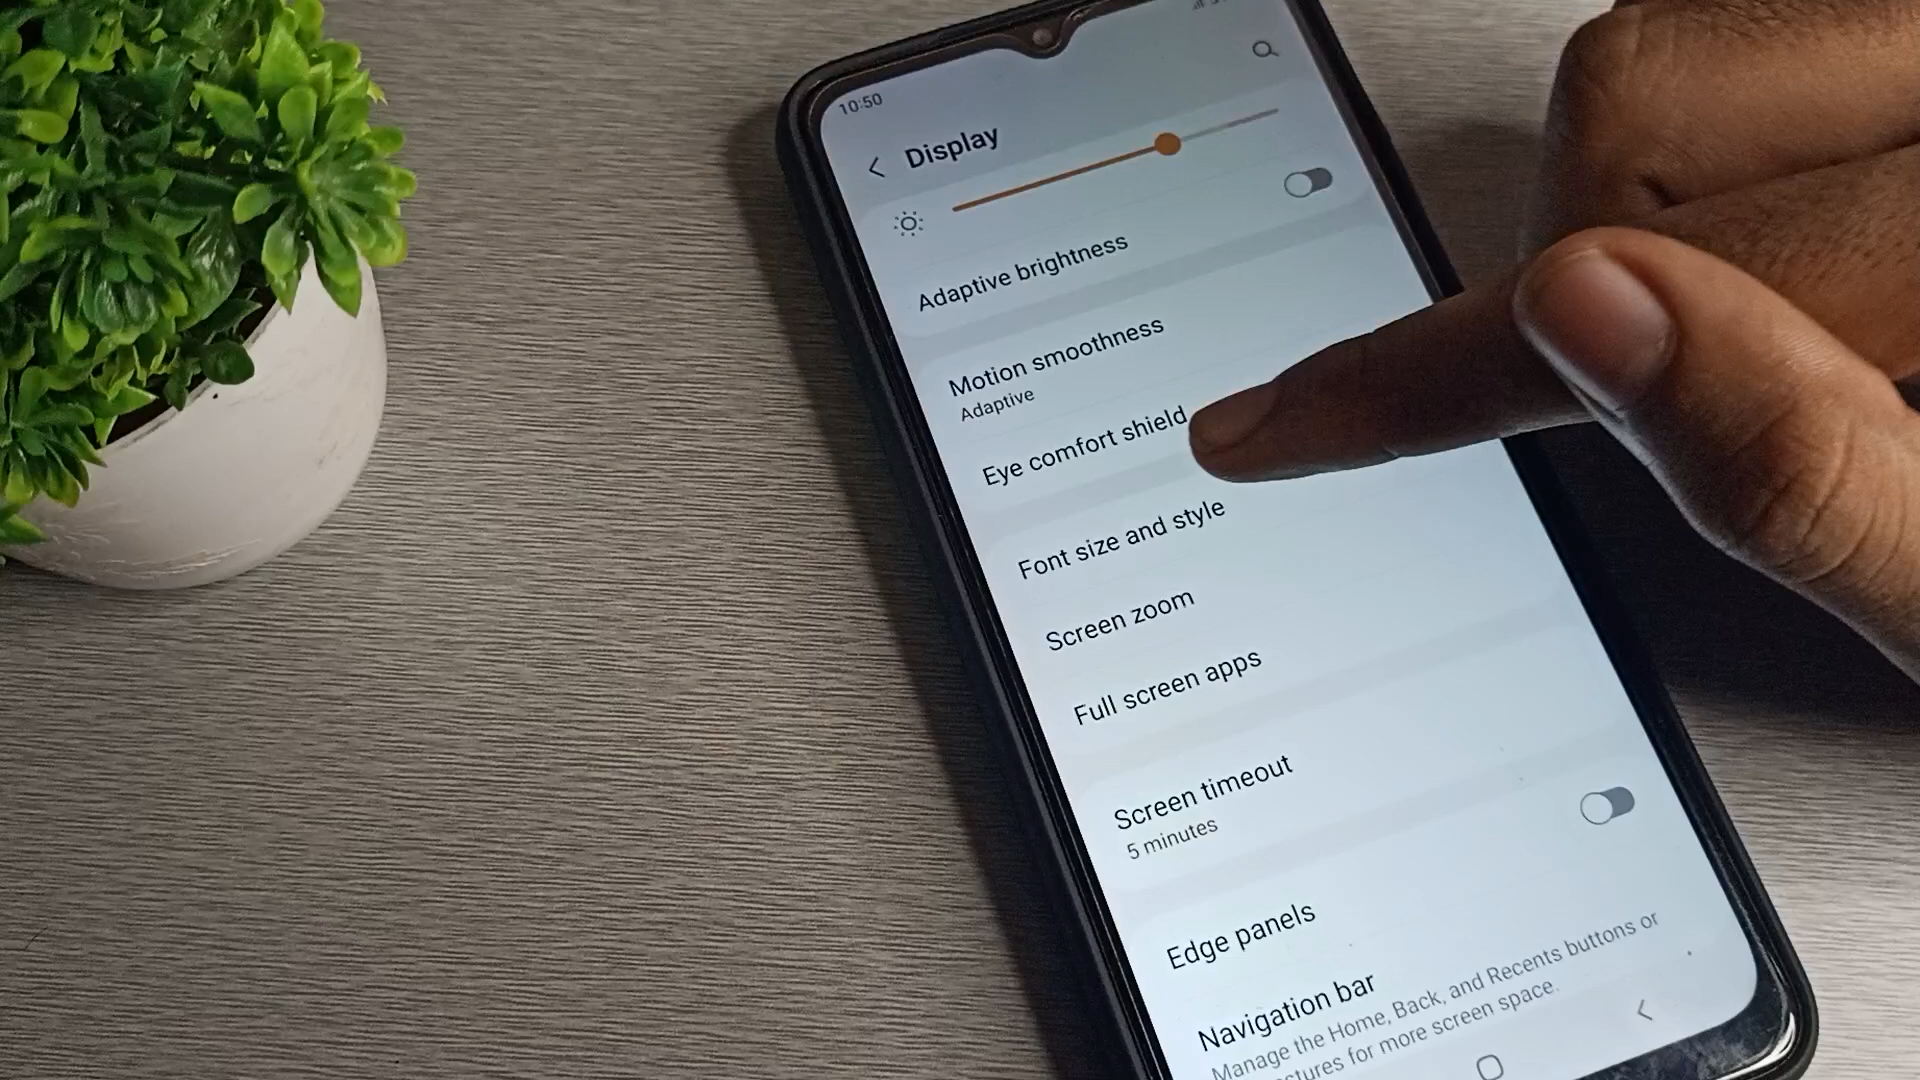 10:50
Display
Adaptive brightness
Motion smoothness
Adaptive
Eye comfort shield
Font size and style
Screen zoom
Full screen apps
Screen timeout
5 minutes
Edge panels
Navigation bar
Manage the Home, Back, and Recents buttons or
for more screen space.